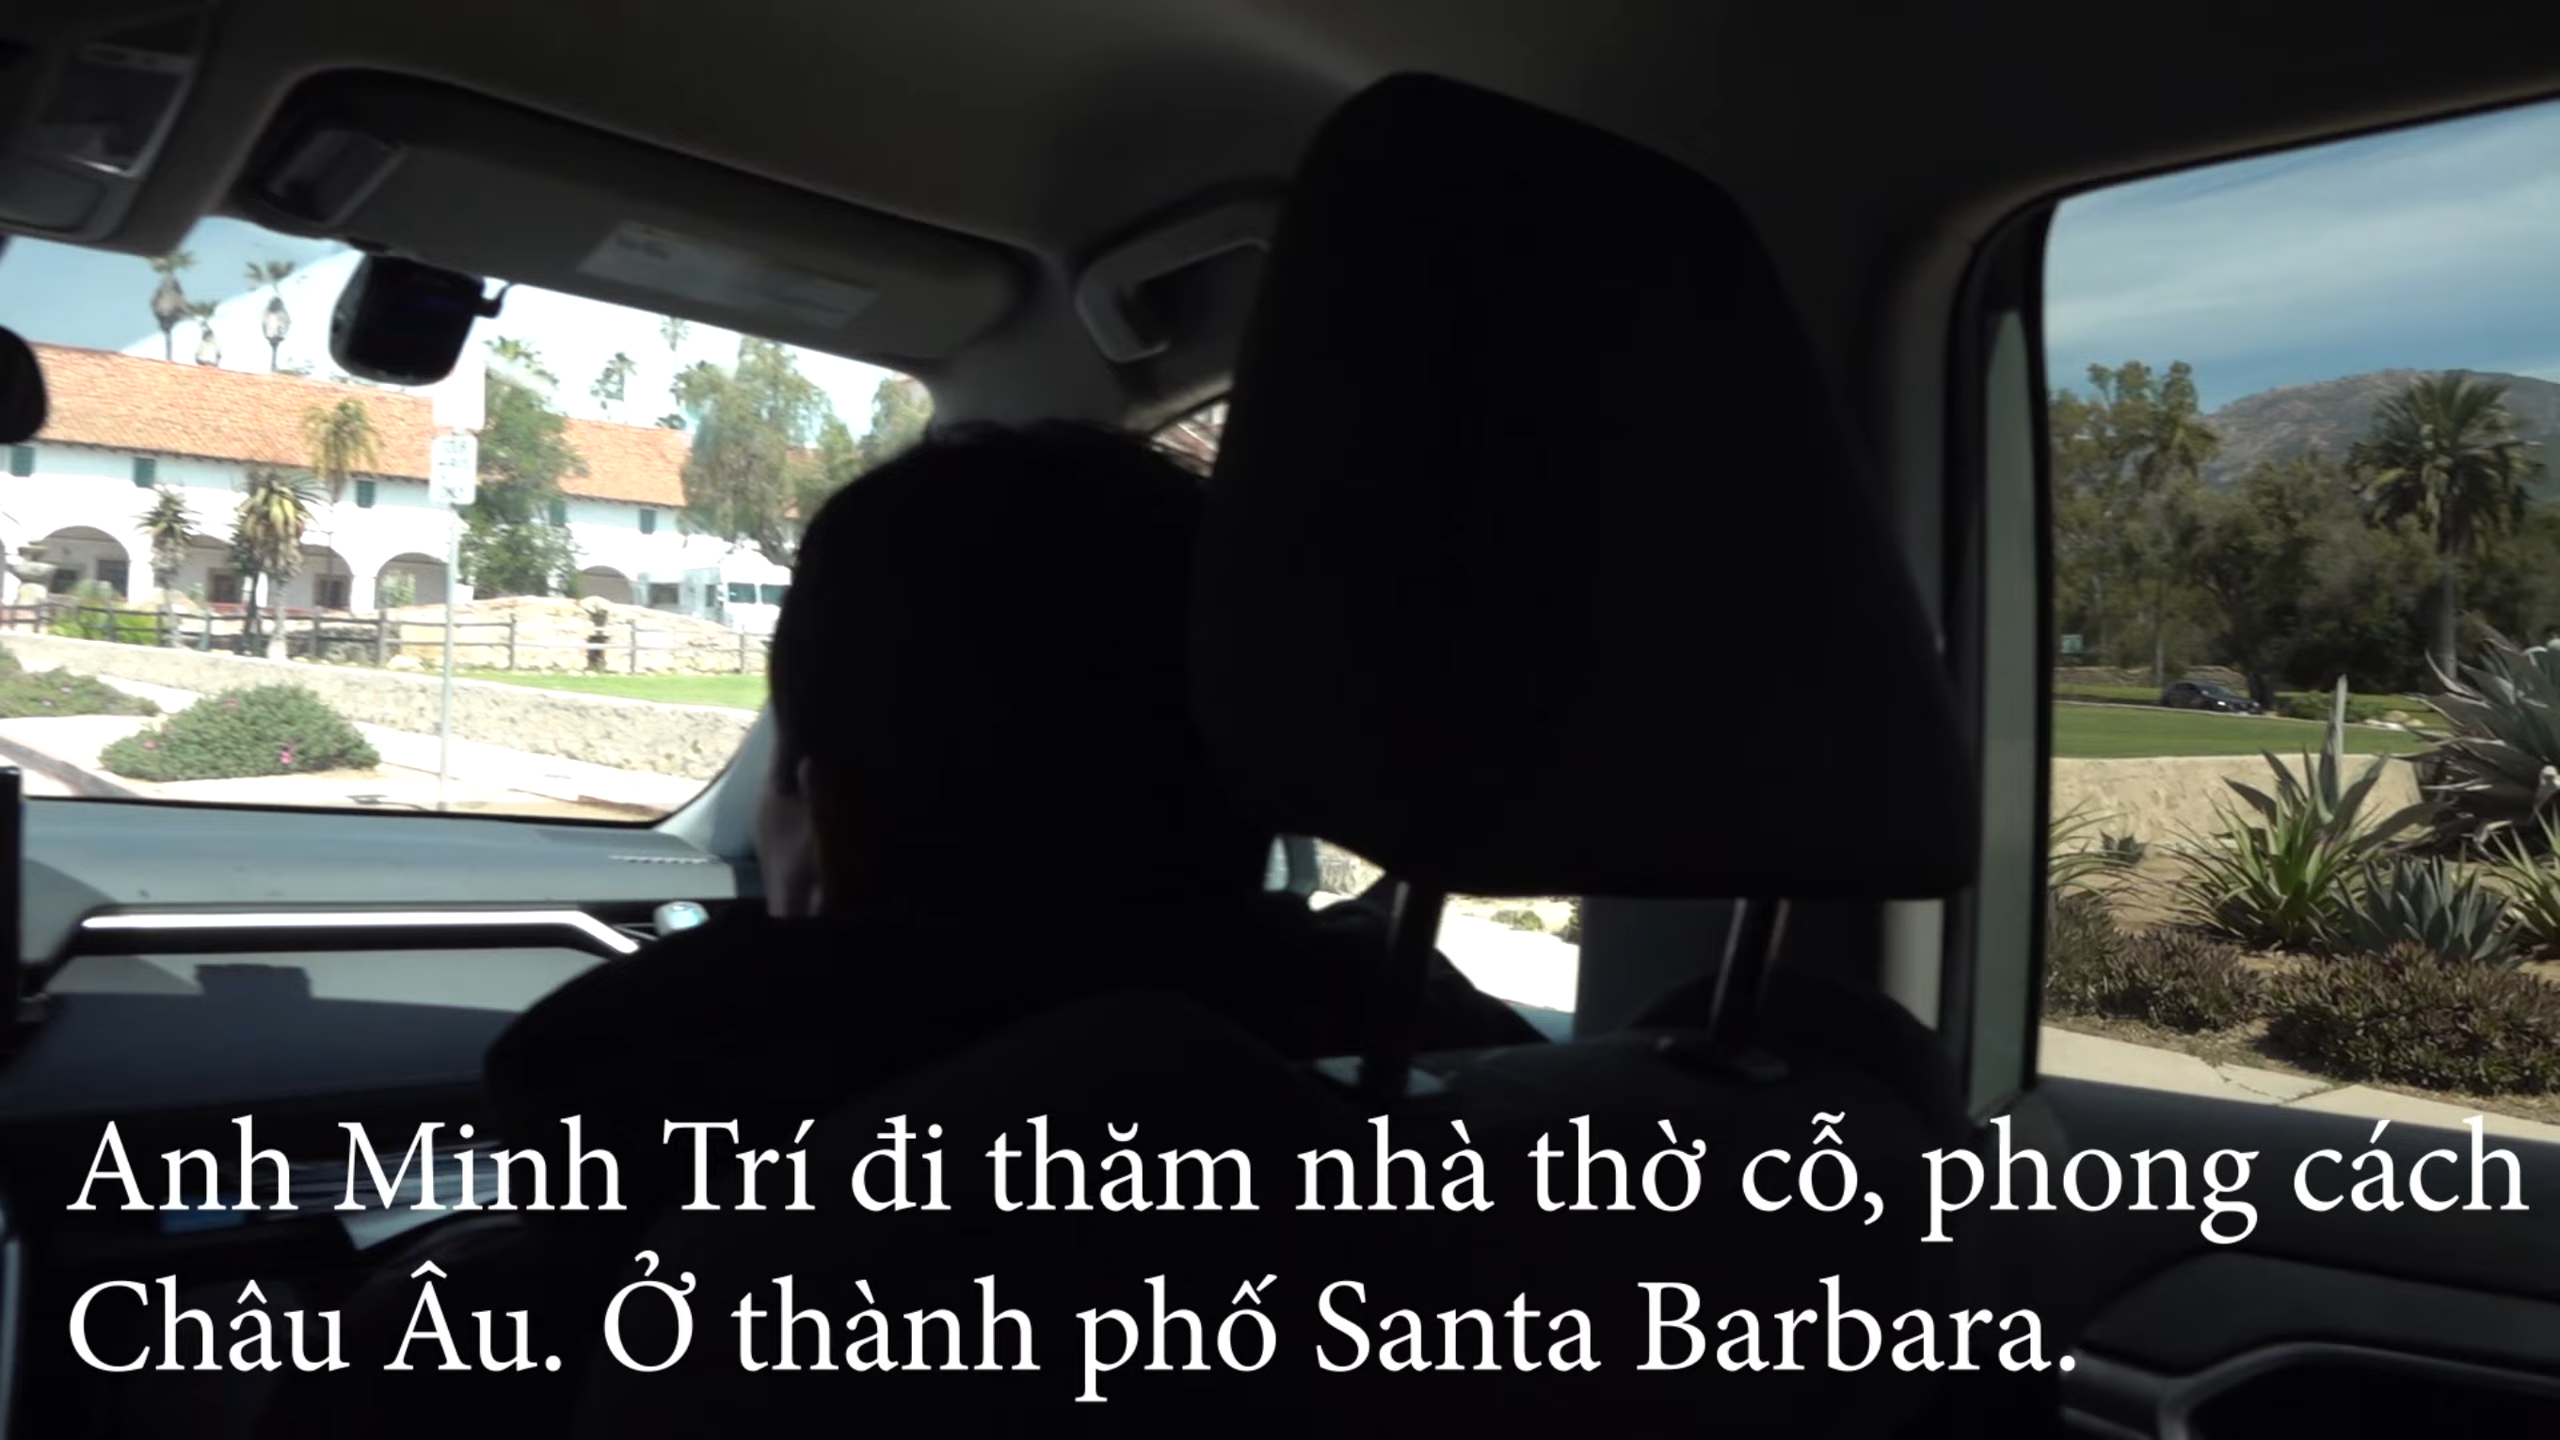 Anh Minh Trí đi thăm nhà thờ cỗ, phong cách
Châu Âu. Ở thành phố Santa Barbara.